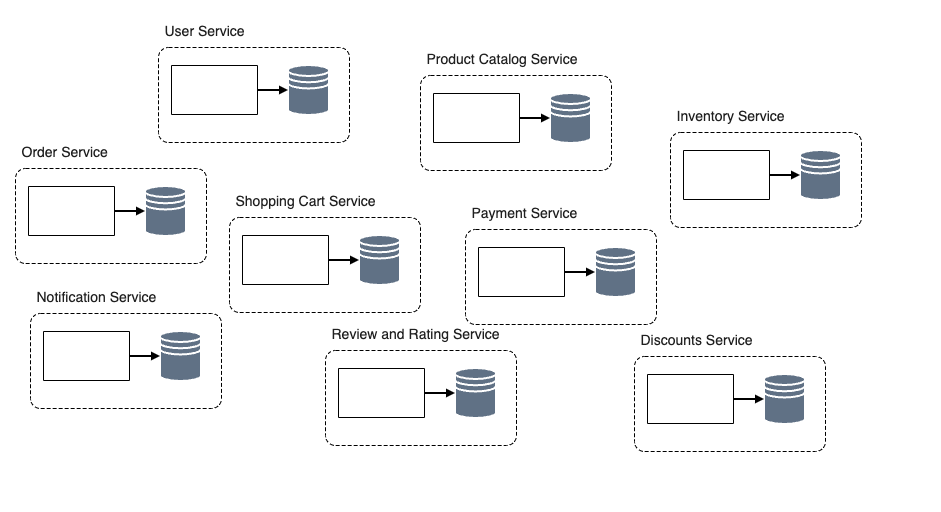 User Service
Product Catalog Service
Inventory Service
Order Service
Shopping Cart Service
Payment Service
Notification Service
Review and Rating Service
Discounts Service